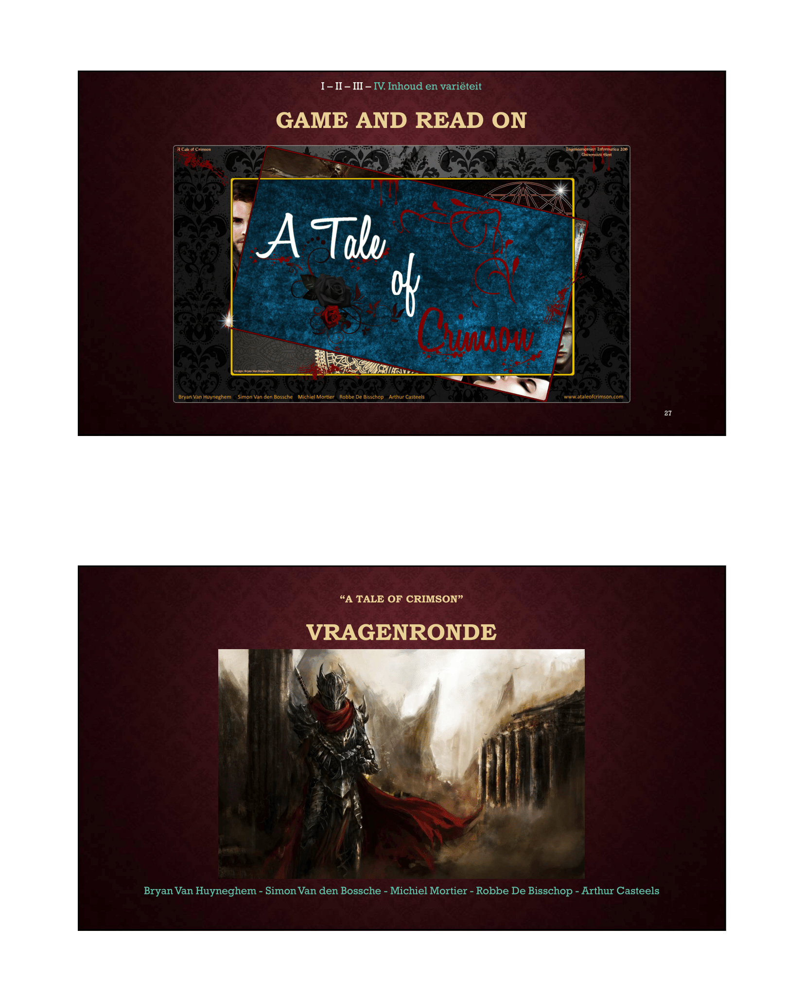 I – II – III – IV. Inhoud en variëteit
GAME AND READ ON
A Tale of Crimson
Ingenieursproject Informatica 2016
Universiteit Gent
A Tale
of
Crimson
Design: Bryan Van Huyneghem
Bryan Van Huyneghem Simon Van den Bossche Michiel Mortier Robbe De Bisschop Arthur Casteels
www.ataleofcrimson.com
27
“A TALE OF CRIMSON”
VRAGENRONDE
Bryan Van Huyneghem - Simon Van den Bossche - Michiel Mortier - Robbe De Bisschop - Arthur Casteels